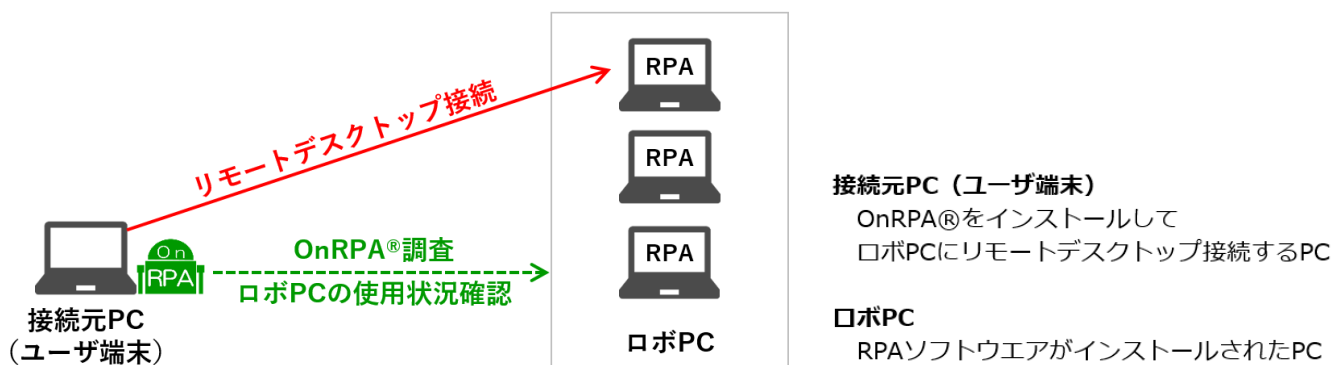 リモートデスクトップ接続
RPA
RPA
RPA
ロボPC
On
RPA
OnRPA®調査
ロボPCの使用状況確認
接続元PC
(ユーザ端末)
接続元PC(ユーザ端末)
OnRPA®をインストールして
ロボPCにリモートデスクトップ接続するPC
ロボPC
RPAソフトウエアがインストールされたPC